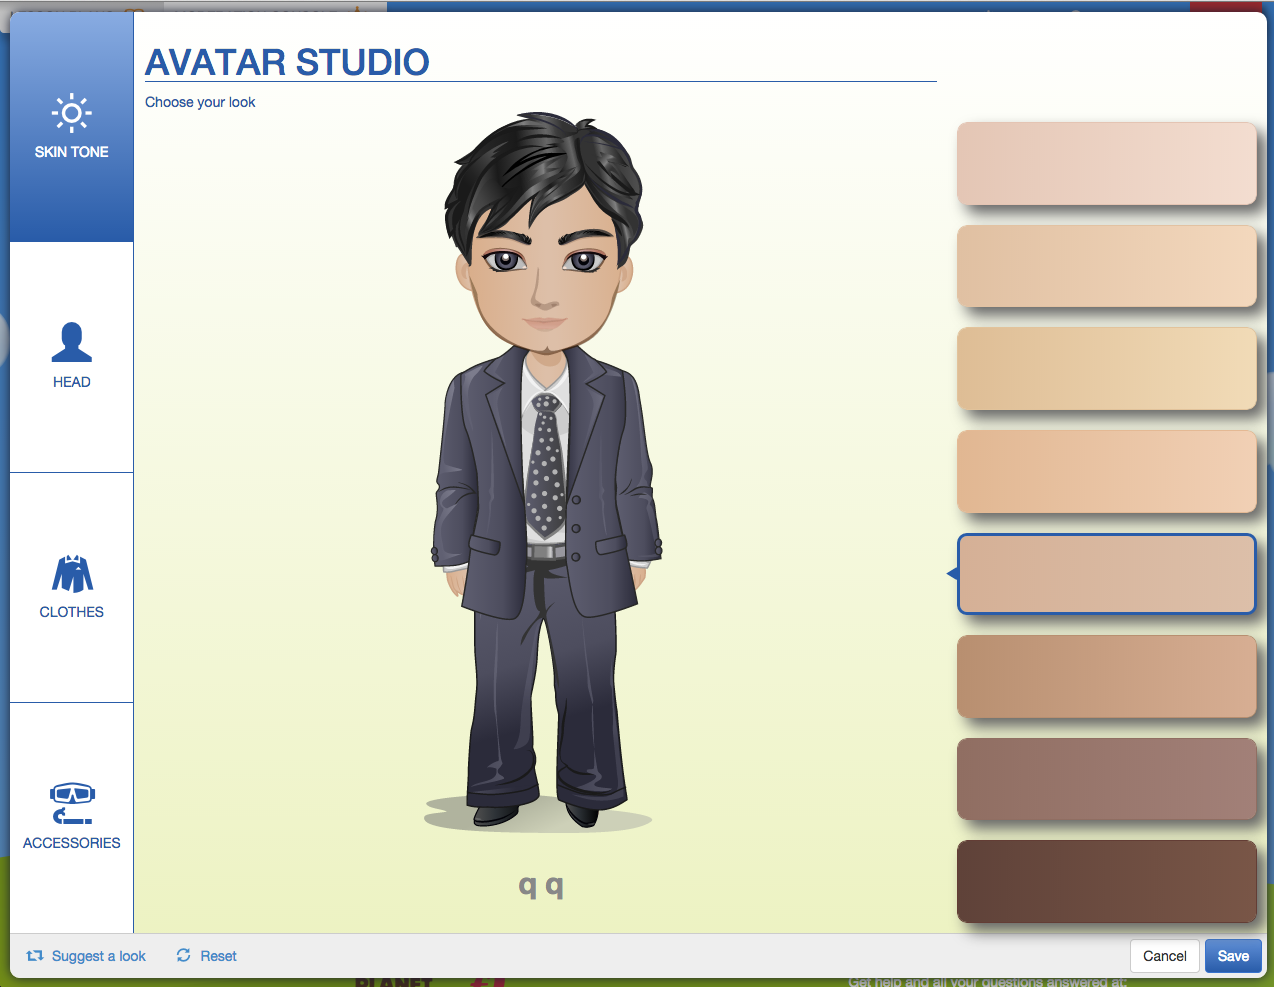 AVATAR STUDIO
Choose your look
SKIN TONE
HEAD
CLOTHES
ACCESSORIES
q q
Suggest a look
Reset
Cancel
Save
PLANET
Get help and all your questions answered at: